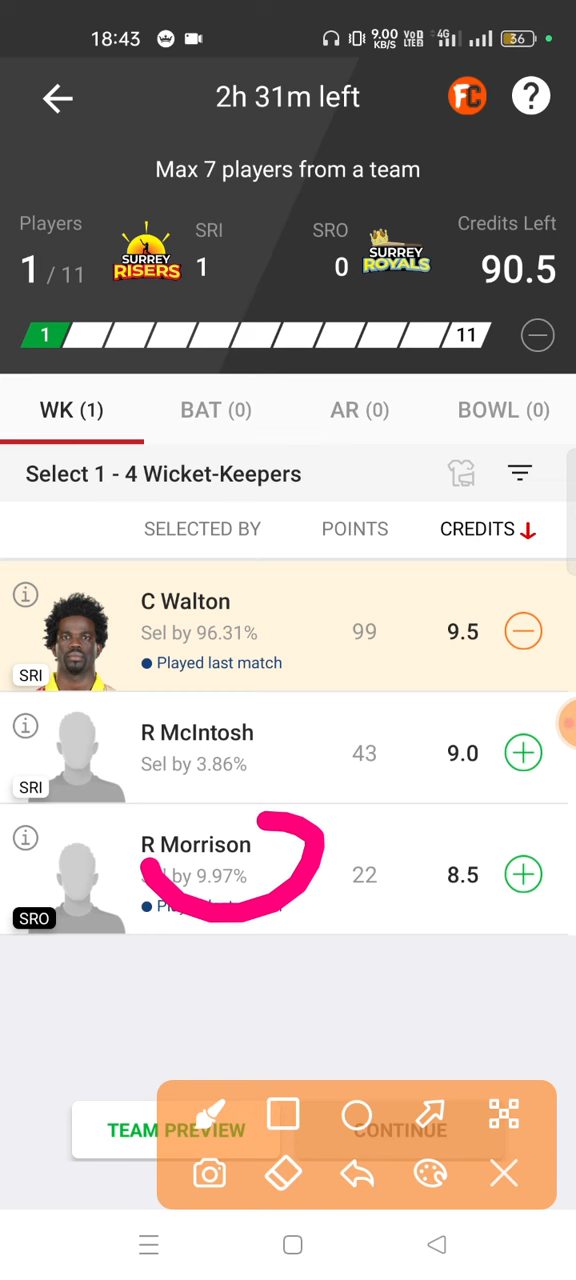 18:43 9.00 KB/S VoD LTE2 4G 36
2h 31m left FC ?
Max 7 players from a team
Players SRI SRO Credits Left
1 / 11 SURREY RISERS 1 0 SURREY ROYALS 90.5
1 11
WK (1) BAT (0) AR (0) BOWL (0)
Select 1 - 4 Wicket-Keepers
SELECTED BY POINTS CREDITS
C Walton
Sel by 96.31% 99 9.5
Played last match
SRI
R McIntosh
Sel by 3.86% 43 9.0
SRI
R Morrison
by 9.97% 22 8.5
SRO
TEAM PREVIEW CONTINUE